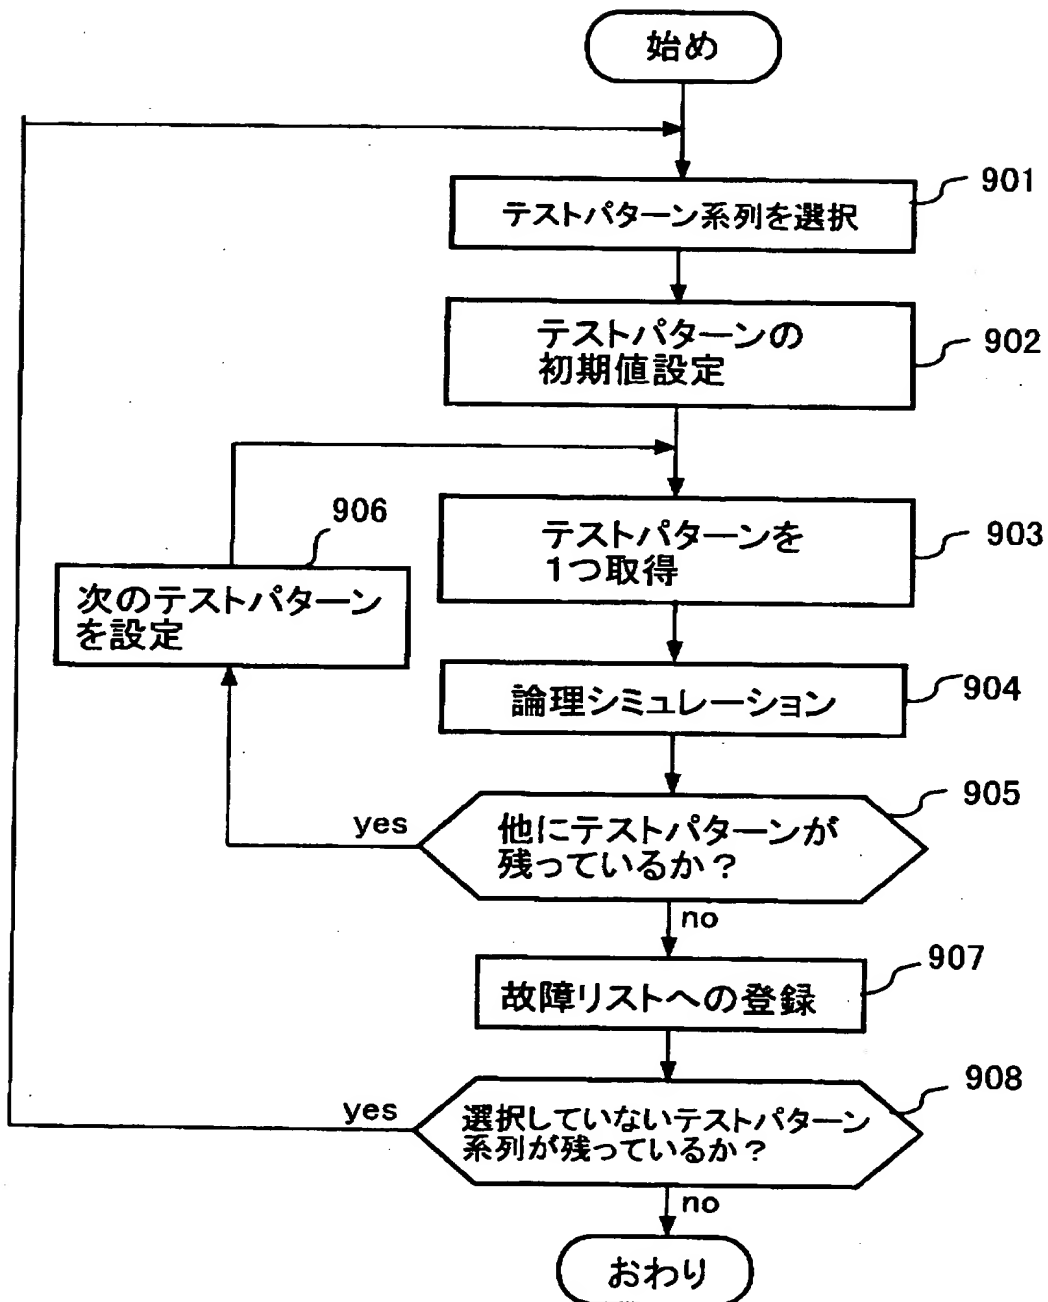 始め
901
テストパターン系列を選択
902
テストパターンの
初期値設定
906
903
テストパターンを
1つ取得
次のテストパターン
を設定
904
論理シミュレーション
905
yes
他にテストパターンが
残っているか？
no
907
故障リストへの登録
908
yes
選択していないテストパターン
系列が残っているか？
no
おわり